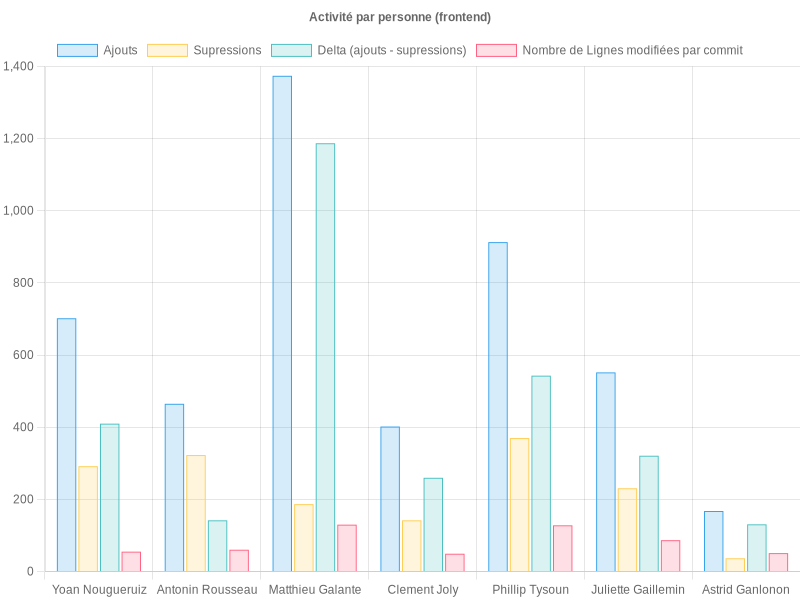 Activité par personne (frontend)
Ajouts Supressions Delta (ajouts - supressions) Nombre de Lignes modifiées par commit
1,400
1,200
1,000
800
600
400
200
0
Yoan Nougueruiz Antonin Rousseau Matthieu Galante Clement Joly Phillip Tysoun Juliette Gaillemin Astrid Ganlonon